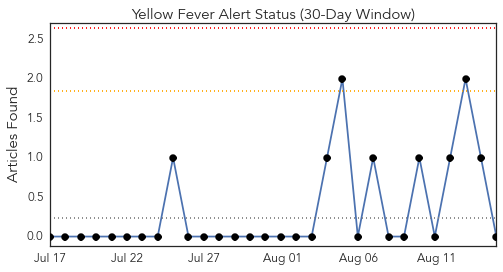 Yellow Fever Alert Status (30-Day Window)
Articles Found
2.5
2.0
1.5
1.0
0.5
0.0
Jul 17
Jul 22
Jul 27
Aug 01
Aug 06
Aug 11